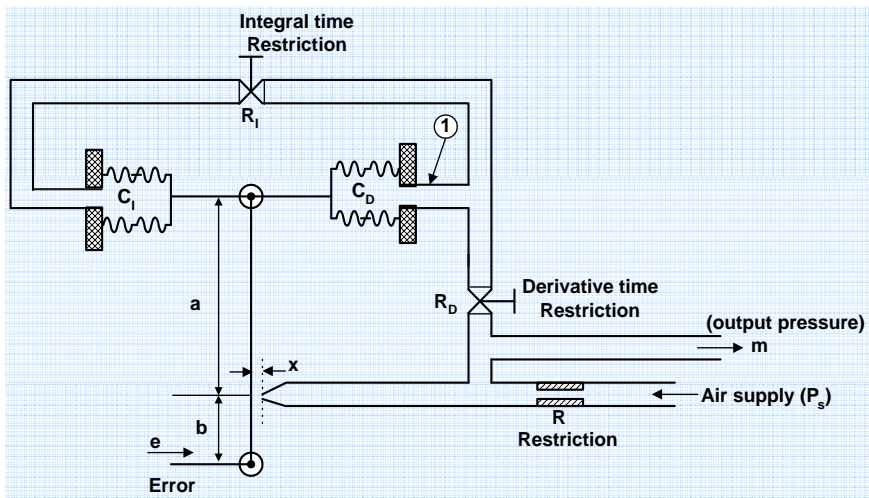 Integral time
Restriction
R_I
1
C_I
C_D
a
R_D
Derivative time
Restriction
(output pressure)
m
x
Air supply (P_s)
b
R
Restriction
e
Error